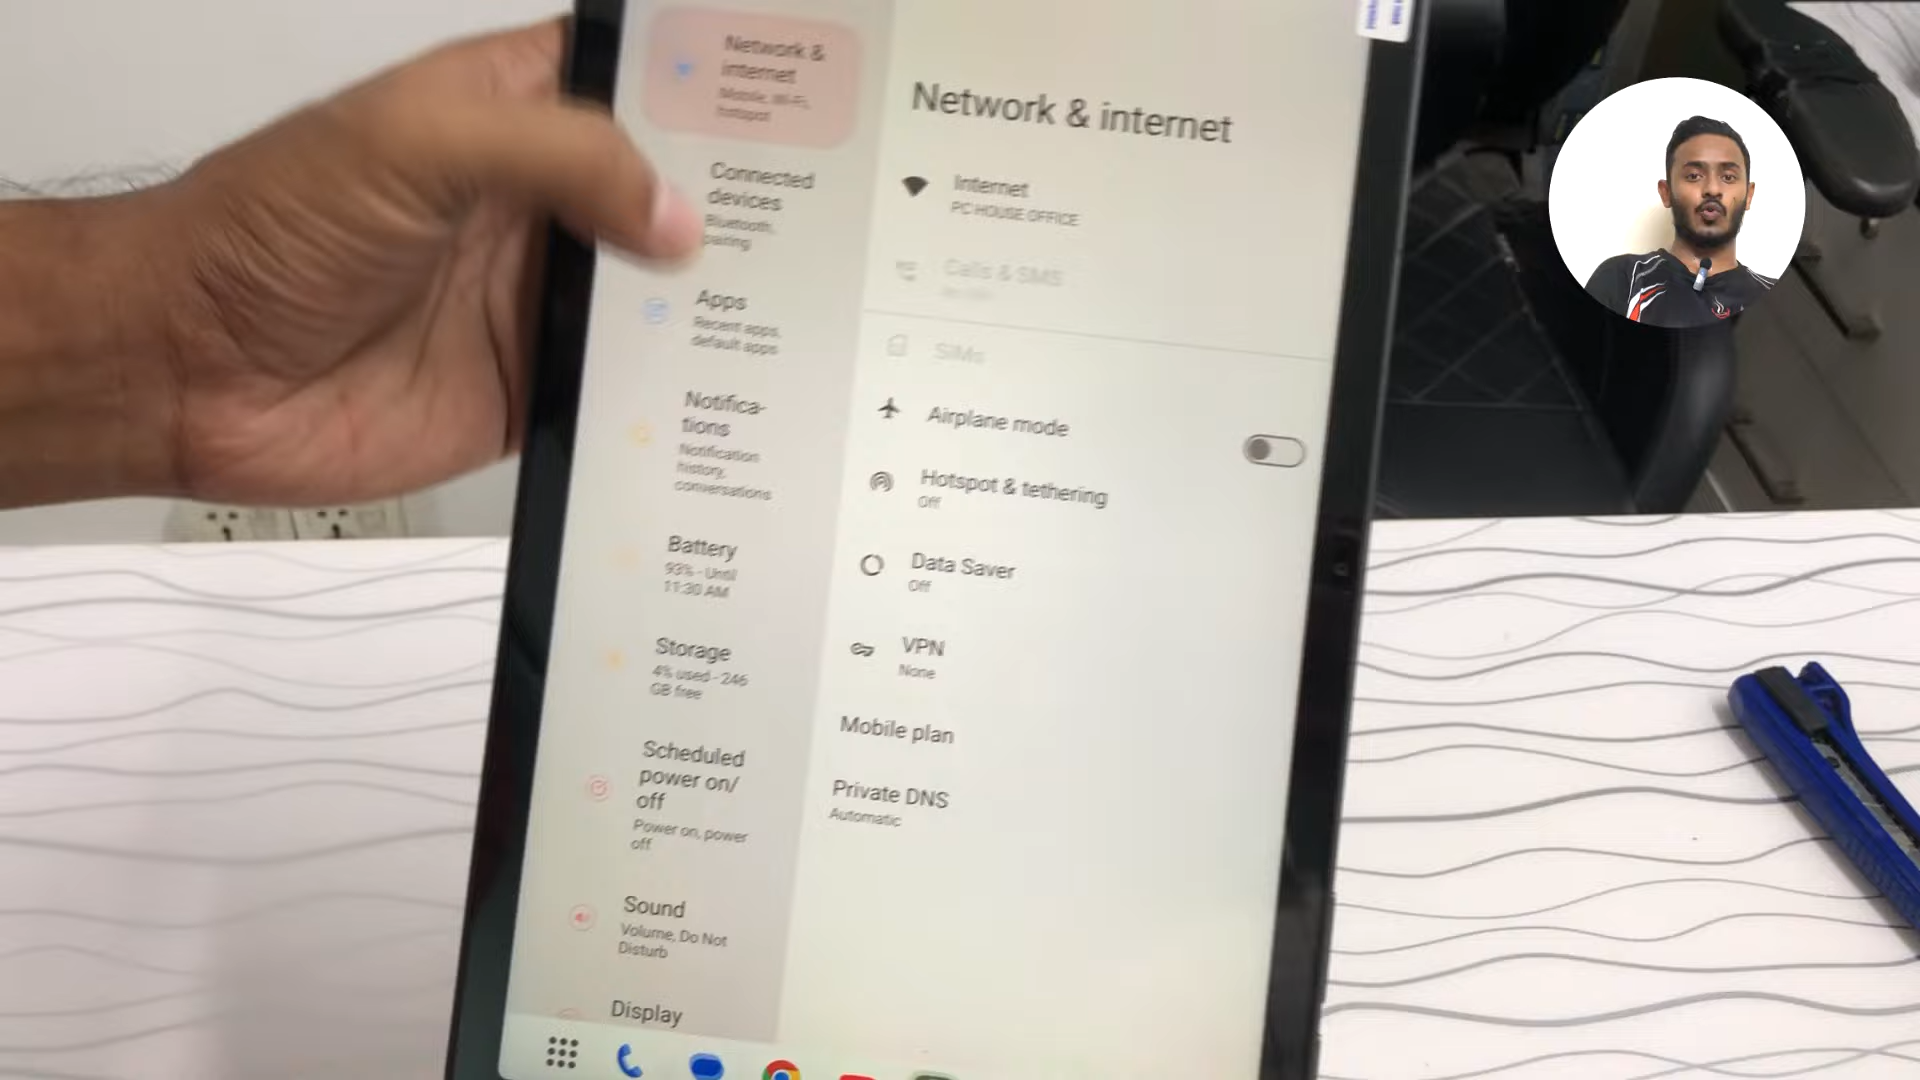 Network &
internet
Mobile, Wi-Fi,
hotspot
Connected
devices
Bluetooth,
pairing
Apps
Recent apps,
default apps
Notifica-
tions
Notification
history,
conversations
Battery
93% - Until
11:30 AM
Storage
4% used - 246
GB free
Scheduled
power on/
off
Power on, power
off
Sound
Volume, Do Not
Disturb
Display
Network & internet
Internet
PC HOUSE OFFICE
Calls & SMS
SIMs
Airplane mode
Hotspot & tethering
Off
Data Saver
Off
VPN
None
Mobile plan
Private DNS
Automatic